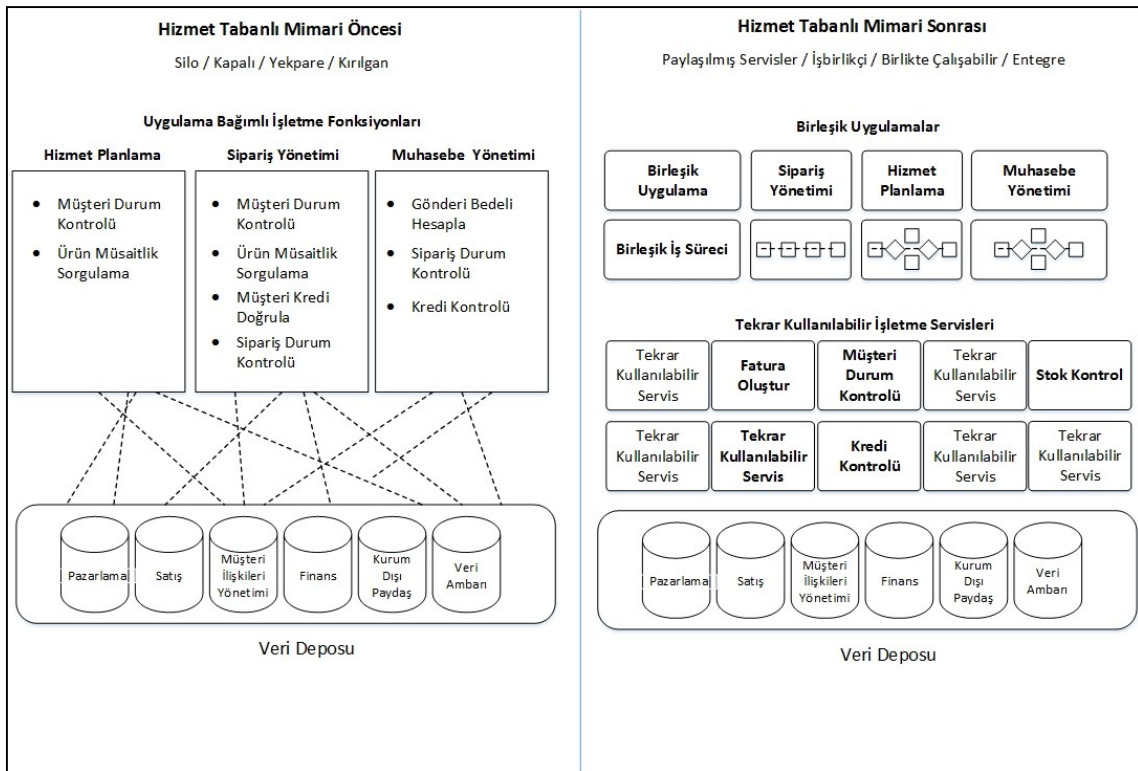 Hizmet Tabanlı Mimari Öncesi
Silo / Kapalı / Yekpare / Kırılgan
Uygulama Bağımlı İşletme Fonksiyonları
Hizmet Planlama
Müşteri Durum
Kontrolü
Ürün Müsaitlik
Sorgulama
Sipariş Yönetimi
Müşteri Durum
Kontrolü
Ürün Müsaitlik
Sorgulama
Müşteri Kredi
Doğrula
Sipariş Durum
Kontrolü
Muhasebe Yönetimi
Gönderi Bedeli
Hesapla
Sipariş Durum
Kontrolü
Kredi Kontrolü
Pazarlama
Satış
Müşteri
İlişkileri
Yönetimi
Finans
Kurum
Dışı
Paydaş
Veri
Ambarı
Veri Deposu
Hizmet Tabanlı Mimari Sonrası
Paylaşılmış Servisler / İşbirlikçi / Birlikte Çalışabilir / Entegre
Birleşik Uygulamalar
Birleşik
Uygulama
Sipariş
Yönetimi
Hizmet
Planlama
Muhasebe
Yönetimi
Birleşik İş Süreci
Tekrar Kullanılabilir İşletme Servisleri
Tekrar
Kullanılabilir
Servis
Fatura
Oluştur
Müşteri
Durum
Kontrolü
Tekrar
Kullanılabilir
Servis
Stok Kontrol
Tekrar
Kullanılabilir
Servis
Tekrar
Kullanılabilir
Servis
Kredi
Kontrolü
Tekrar
Kullanılabilir
Servis
Tekrar
Kullanılabilir
Servis
Pazarlama
Satış
Müşteri
İlişkileri
Yönetimi
Finans
Kurum
Dışı
Paydaş
Veri
Ambarı
Veri Deposu